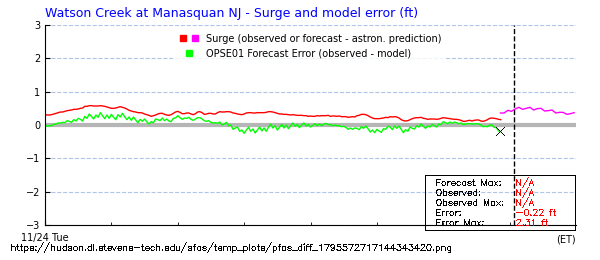 Watson Creek at Manasquan NJ - Surge and model error (ft)
3
Surge (observed or forecast - astron. prediction)
OPSE01 Forecast Error (observed - model)
2
1
0
−1
−2
−3
Forecast Max: N/A
Observed: N/A
Observed Max: N/A
Error: −0.22 ft
Error Max: 2.31 ft
11/24 Tue
(ET)
https://hudson.dl.stevens-tech.edu/sfas/temp_plots/pfas_diff_1795572717144343420.png